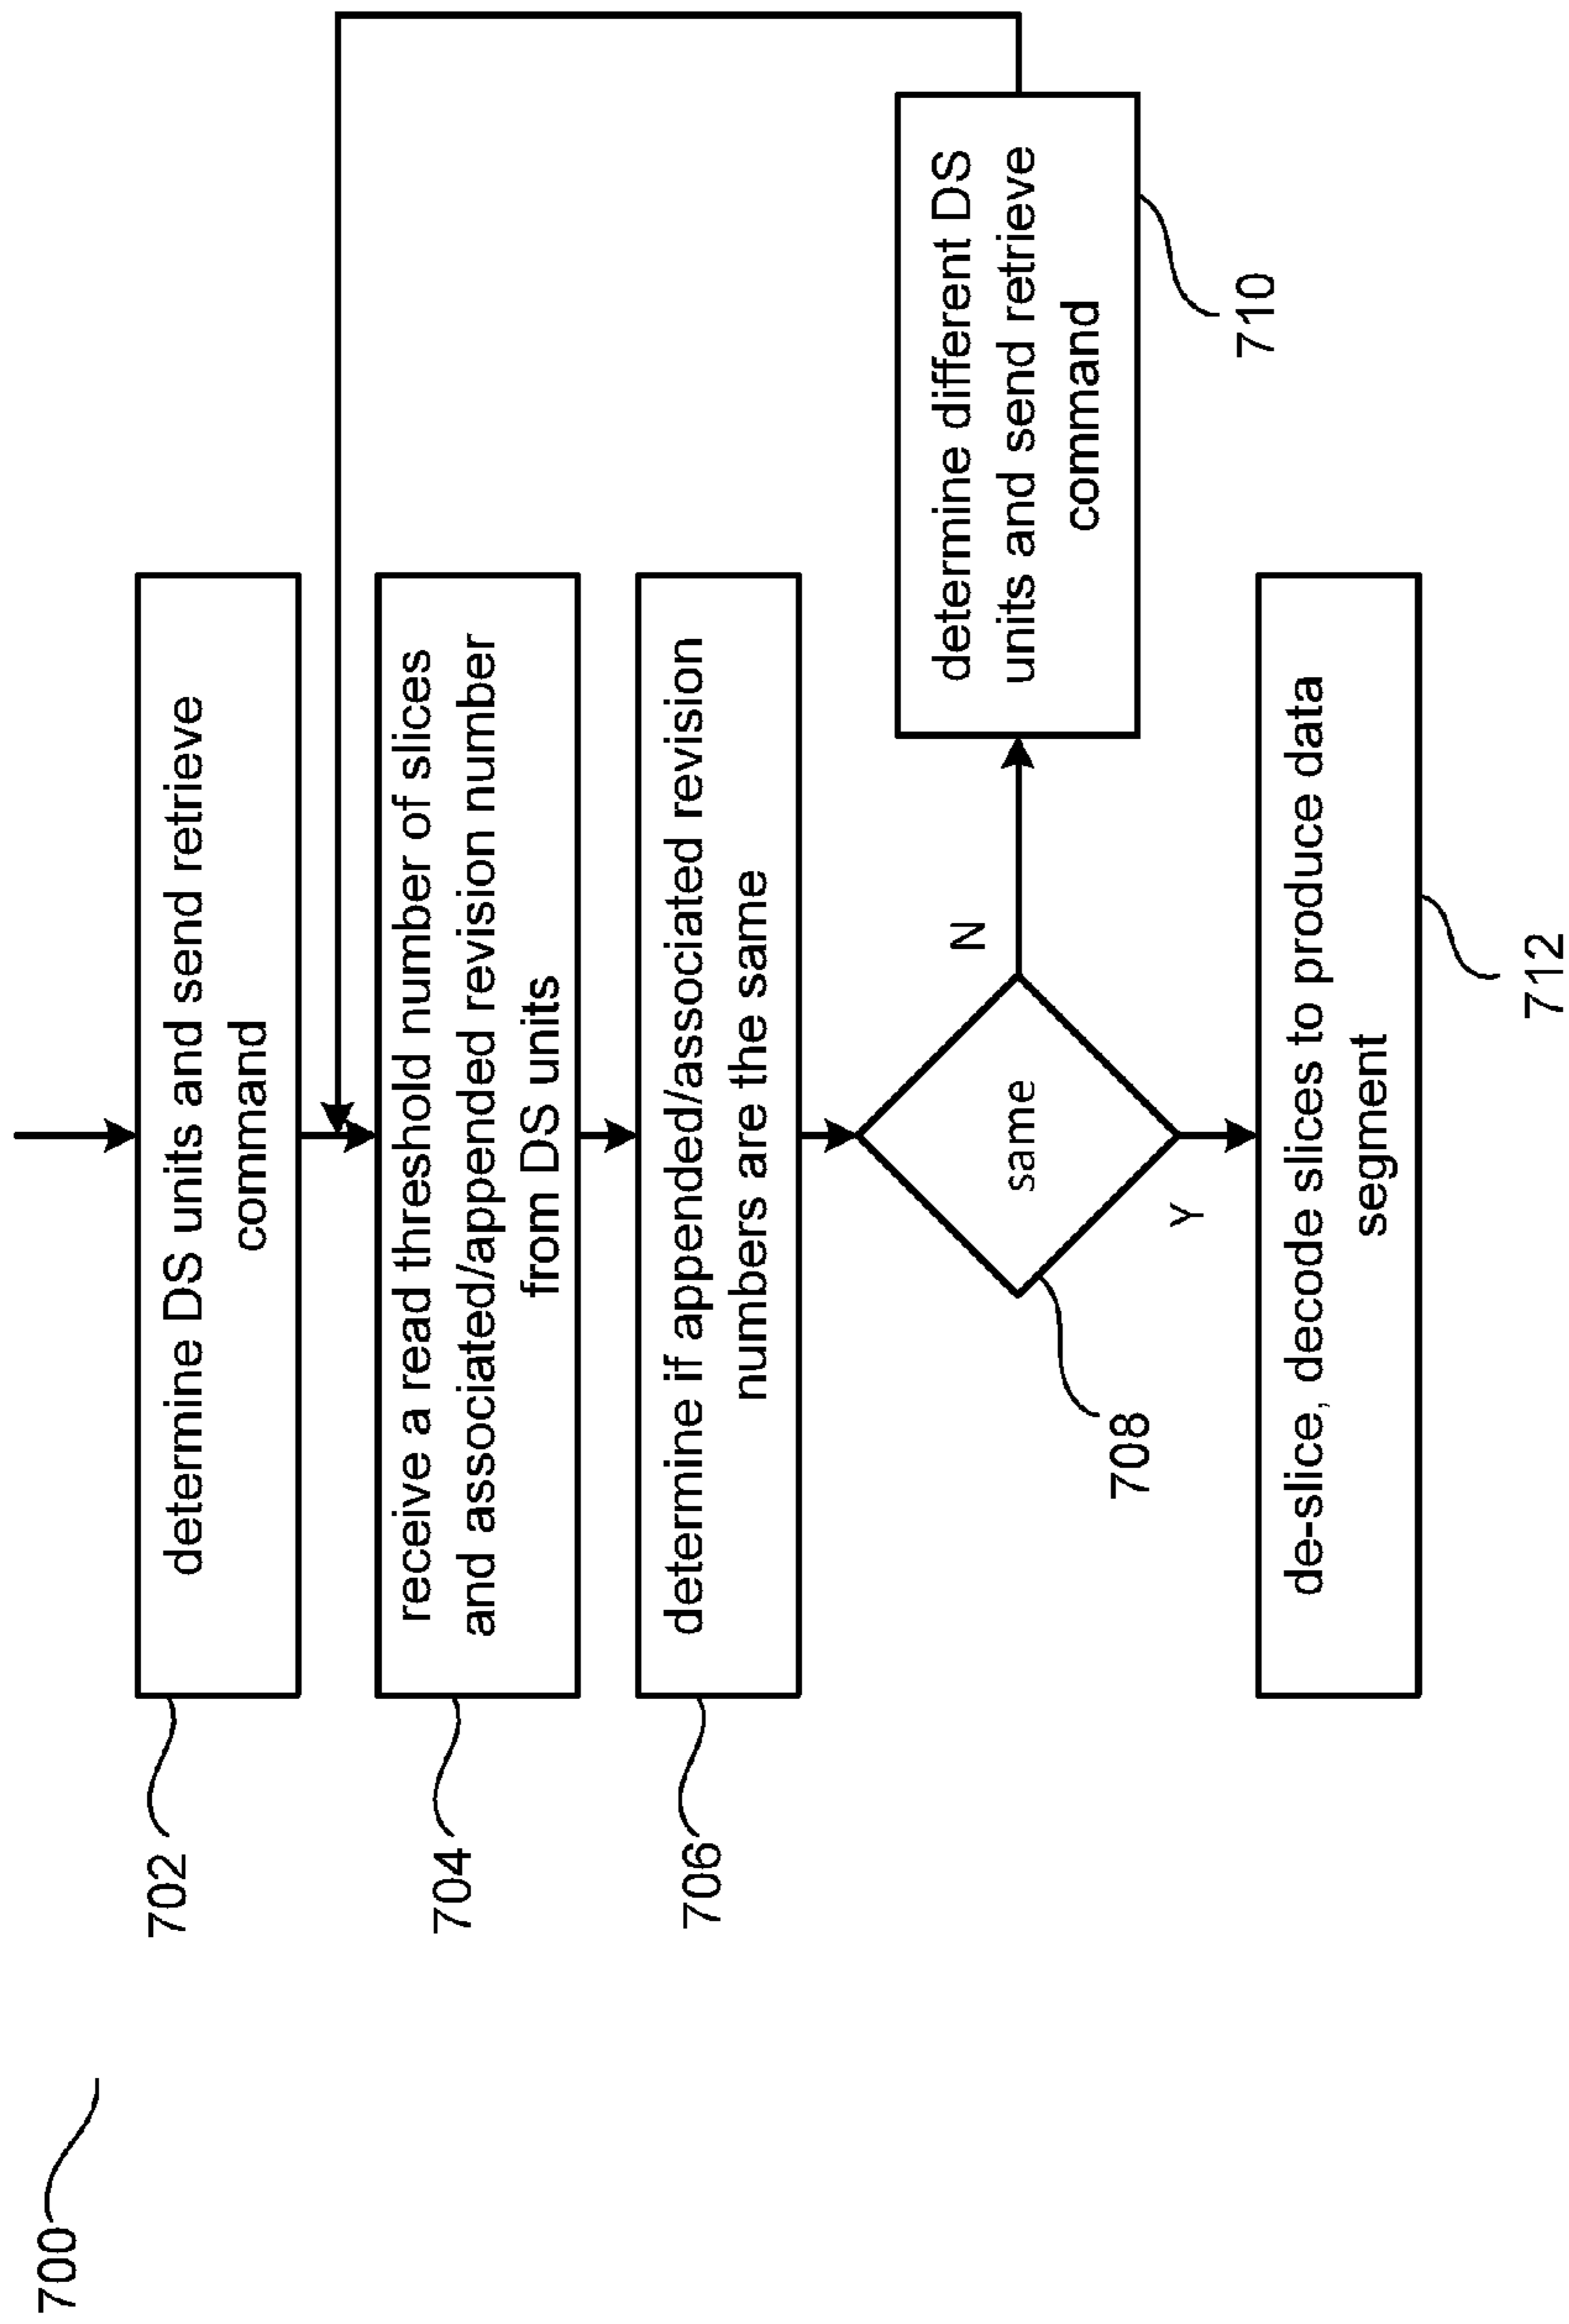 700
702
determine DS units and send retrieve
command
704
receive a read threshold number of slices
and associated/appended revision number
from DS units
706
determine if appended/associated revision
numbers are the same
708
same
N
Y
determine different DS
units and send retrieve
command
710
de-slice, decode slices to produce data
segment
712